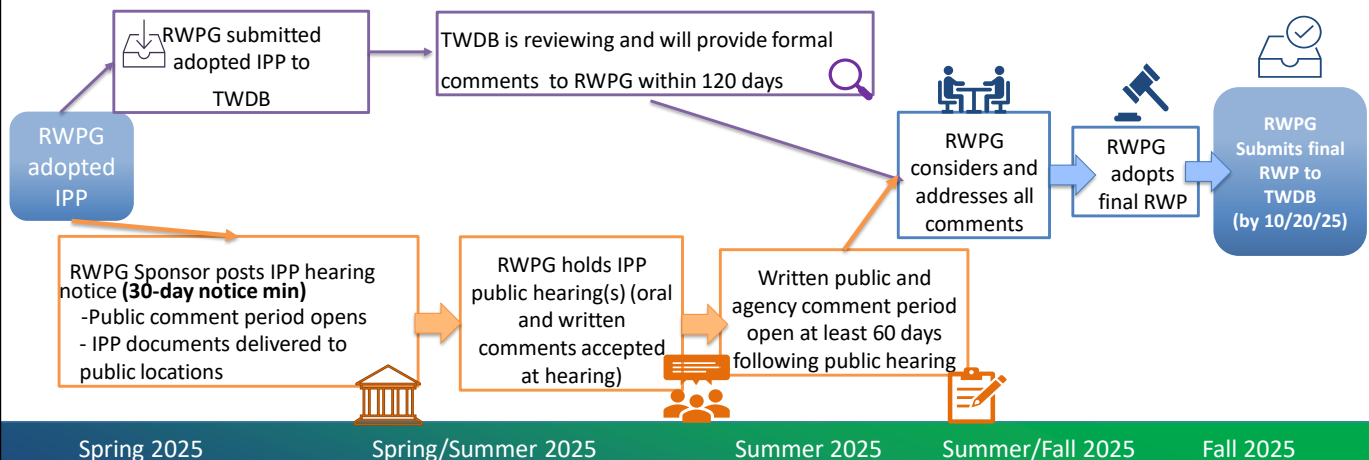 RWPG
adopted
IPP
RWPG submitted
adopted IPP to
TWDB
TWDB is reviewing and will provide formal
comments to RWPG within 120 days
RWPG Sponsor posts IPP hearing
notice (30-day notice min)
-Public comment period opens
- IPP documents delivered to
public locations
RWPG holds IPP
public hearing(s) (oral
and written
comments accepted
at hearing)
Written public and
agency comment period
open at least 60 days
following public hearing
RWPG
considers and
addresses all
comments
RWPG
adopts
final RWP
RWPG
Submits final
RWP to
TWDB
(by 10/20/25)
Spring 2025
Spring/Summer 2025
Summer 2025
Summer/Fall 2025
Fall 2025